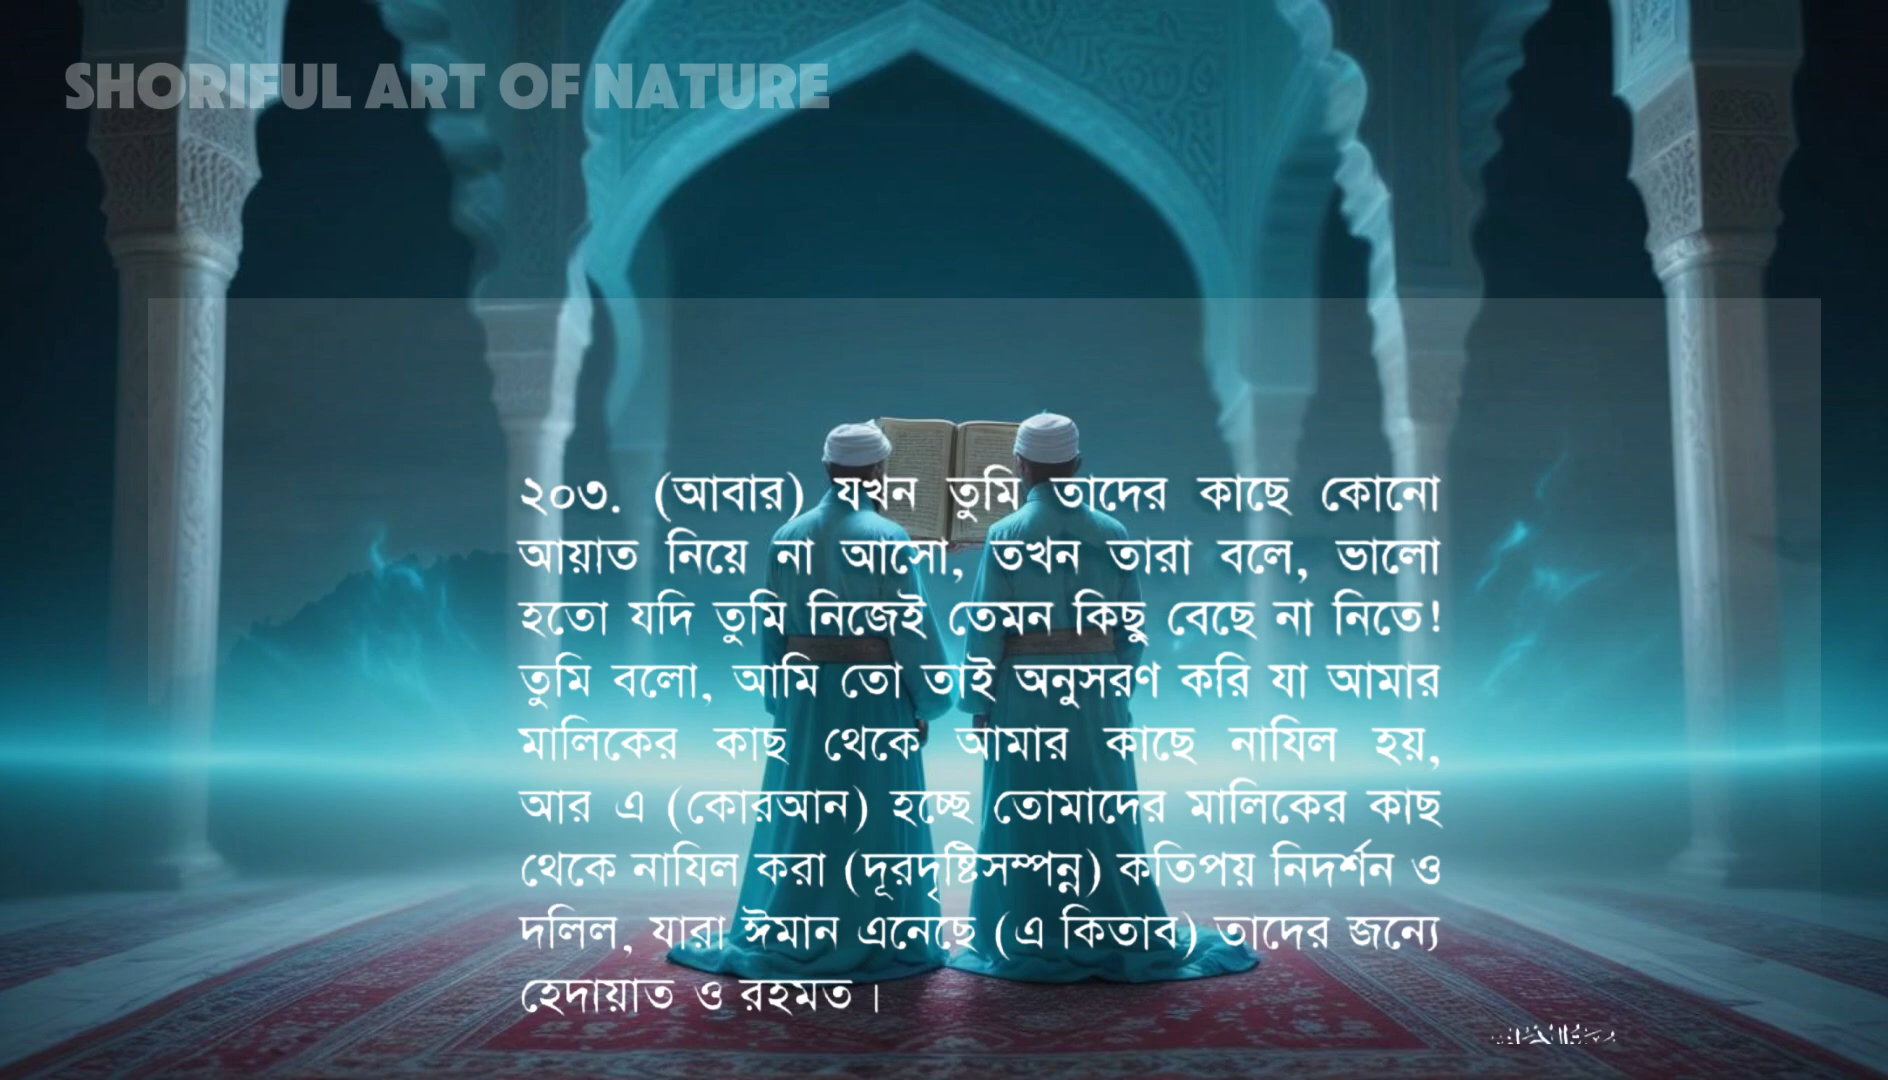 SHORIFUL ART OF NATURE
২০৩. (আবার) যখন তুমি তাদের কাছে কোনো
আয়াত নিয়ে না আসো, তখন তারা বলে, ভালো
হতো যদি তুমি নিজেই তেমন কিছু বেছে না নিতে!
তুমি বলো, আমি তো তাই অনুসরণ করি যা আমার
মালিকের কাছ থেকে আমার কাছে নাযিল হয়,
আর এ (কোরআন) হচ্ছে তোমাদের মালিকের কাছ
থেকে নাযিল করা (দূরদৃষ্টিসম্পন্ন) কতিপয় নিদর্শন ও
দলিল, যারা ঈমান এনেছে (এ কিতাব) তাদের জন্যে
হেদায়াত ও রহমত।